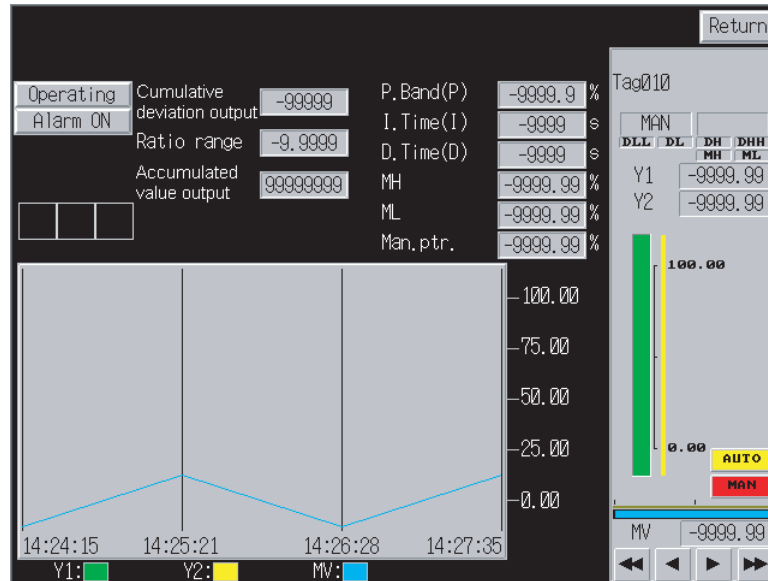 Return
Operating
Alarm ON
Cumulative
deviation output
-99999
Ratio range
-9.9999
Accumulated
value output
99999999
P.Band(P) -9999.9 %
I.Time(I) -9999 s
D.Time(D) -9999 s
MH -9999.99 %
ML -9999.99 %
Man.ptr. -9999.99 %
Tag010
MAN
DLL DL DH DHH
MH ML
Y1 -9999.99
Y2 -9999.99
100.00
0.00
AUTO
MAN
MV -9999.99
100.00
75.00
50.00
25.00
0.00
14:24:15 14:25:21 14:26:28 14:27:35
Y1: Y2: MV: